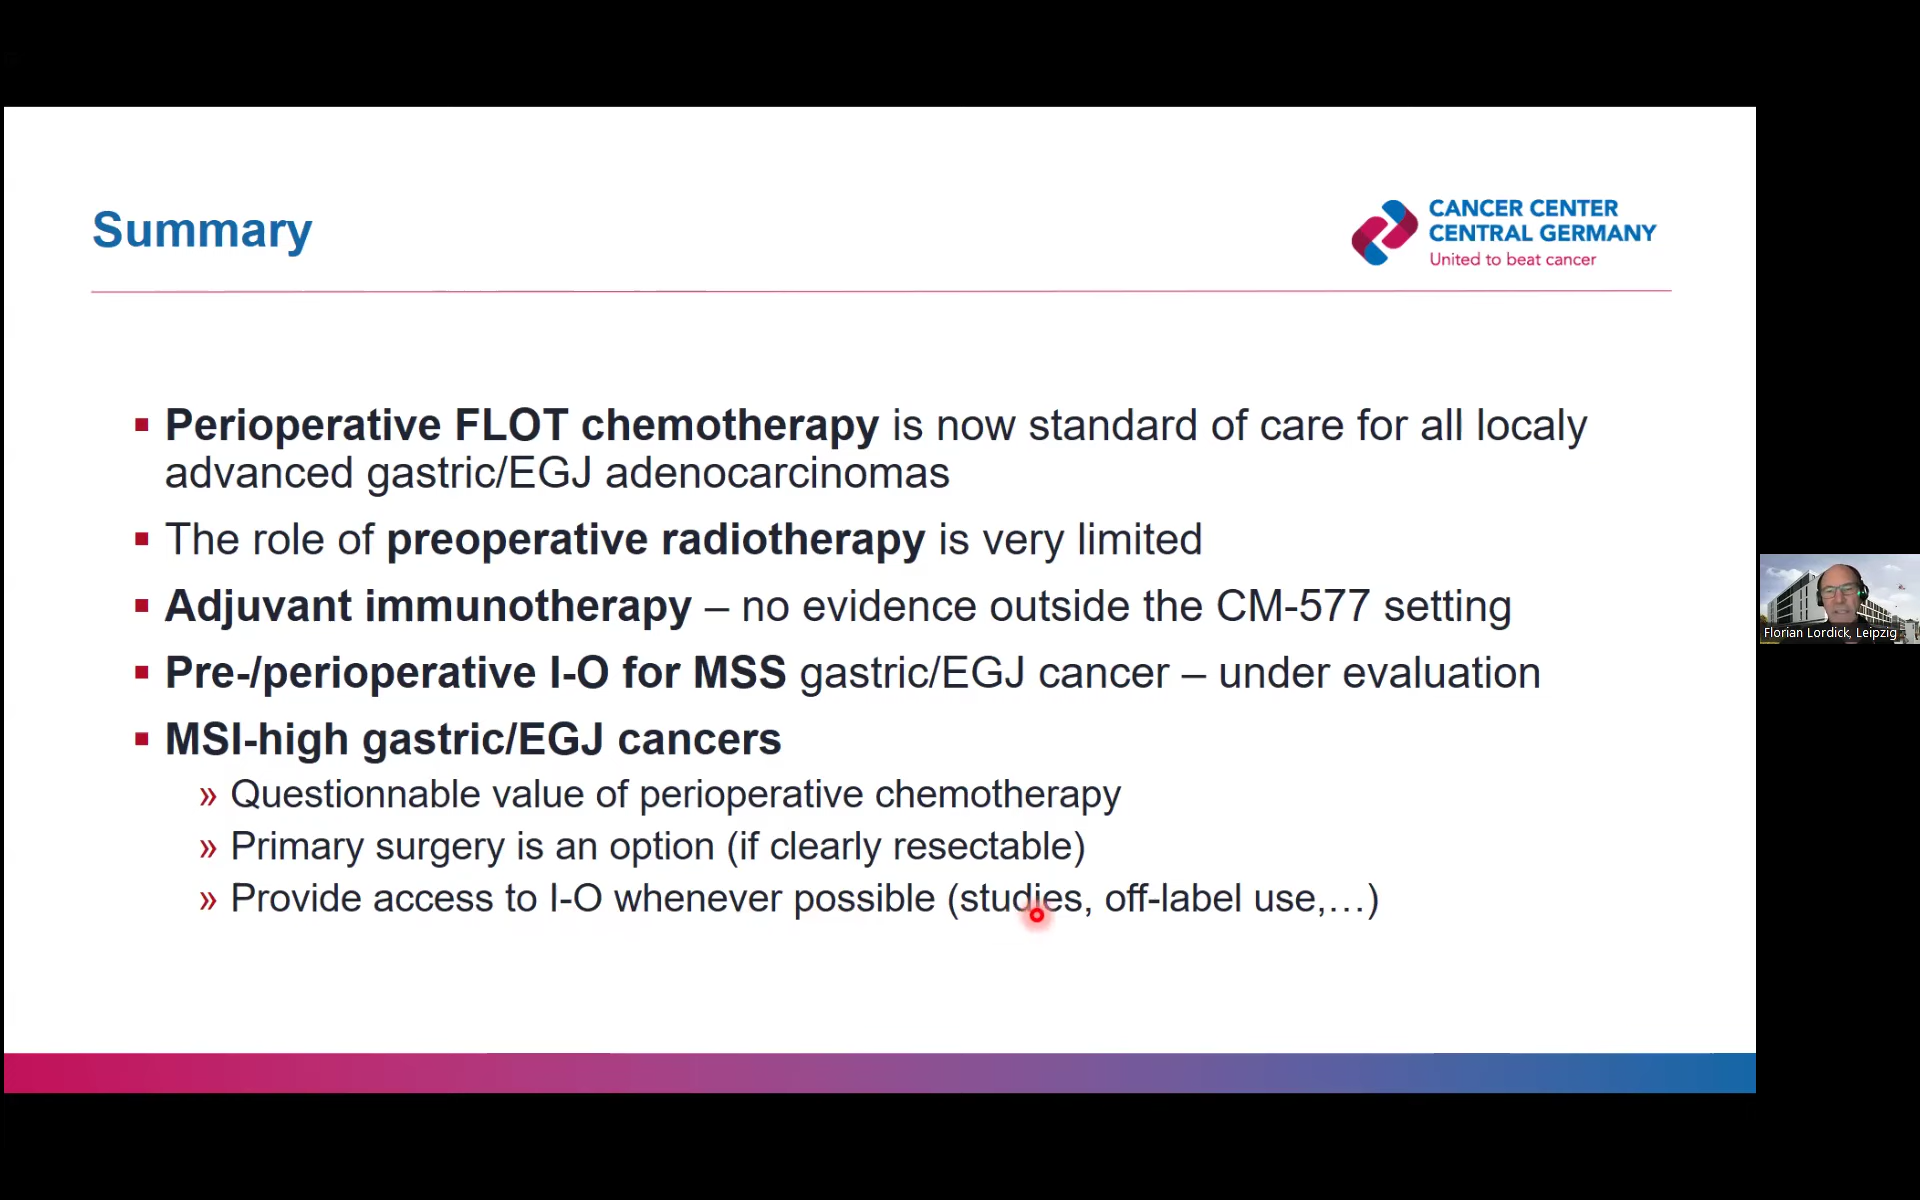 Summary
CANCER CENTER
CENTRAL GERMANY
United to beat cancer
▪ Perioperative FLOT chemotherapy is now standard of care for all localy
advanced gastric/EGJ adenocarcinomas
▪ The role of preoperative radiotherapy is very limited
▪ Adjuvant immunotherapy – no evidence outside the CM-577 setting
▪ Pre-/perioperative I-O for MSS gastric/EGJ cancer – under evaluation
▪ MSI-high gastric/EGJ cancers
» Questionnable value of perioperative chemotherapy
» Primary surgery is an option (if clearly resectable)
» Provide access to I-O whenever possible (studies, off-label use,…)
Florian Lordick, Leipzig